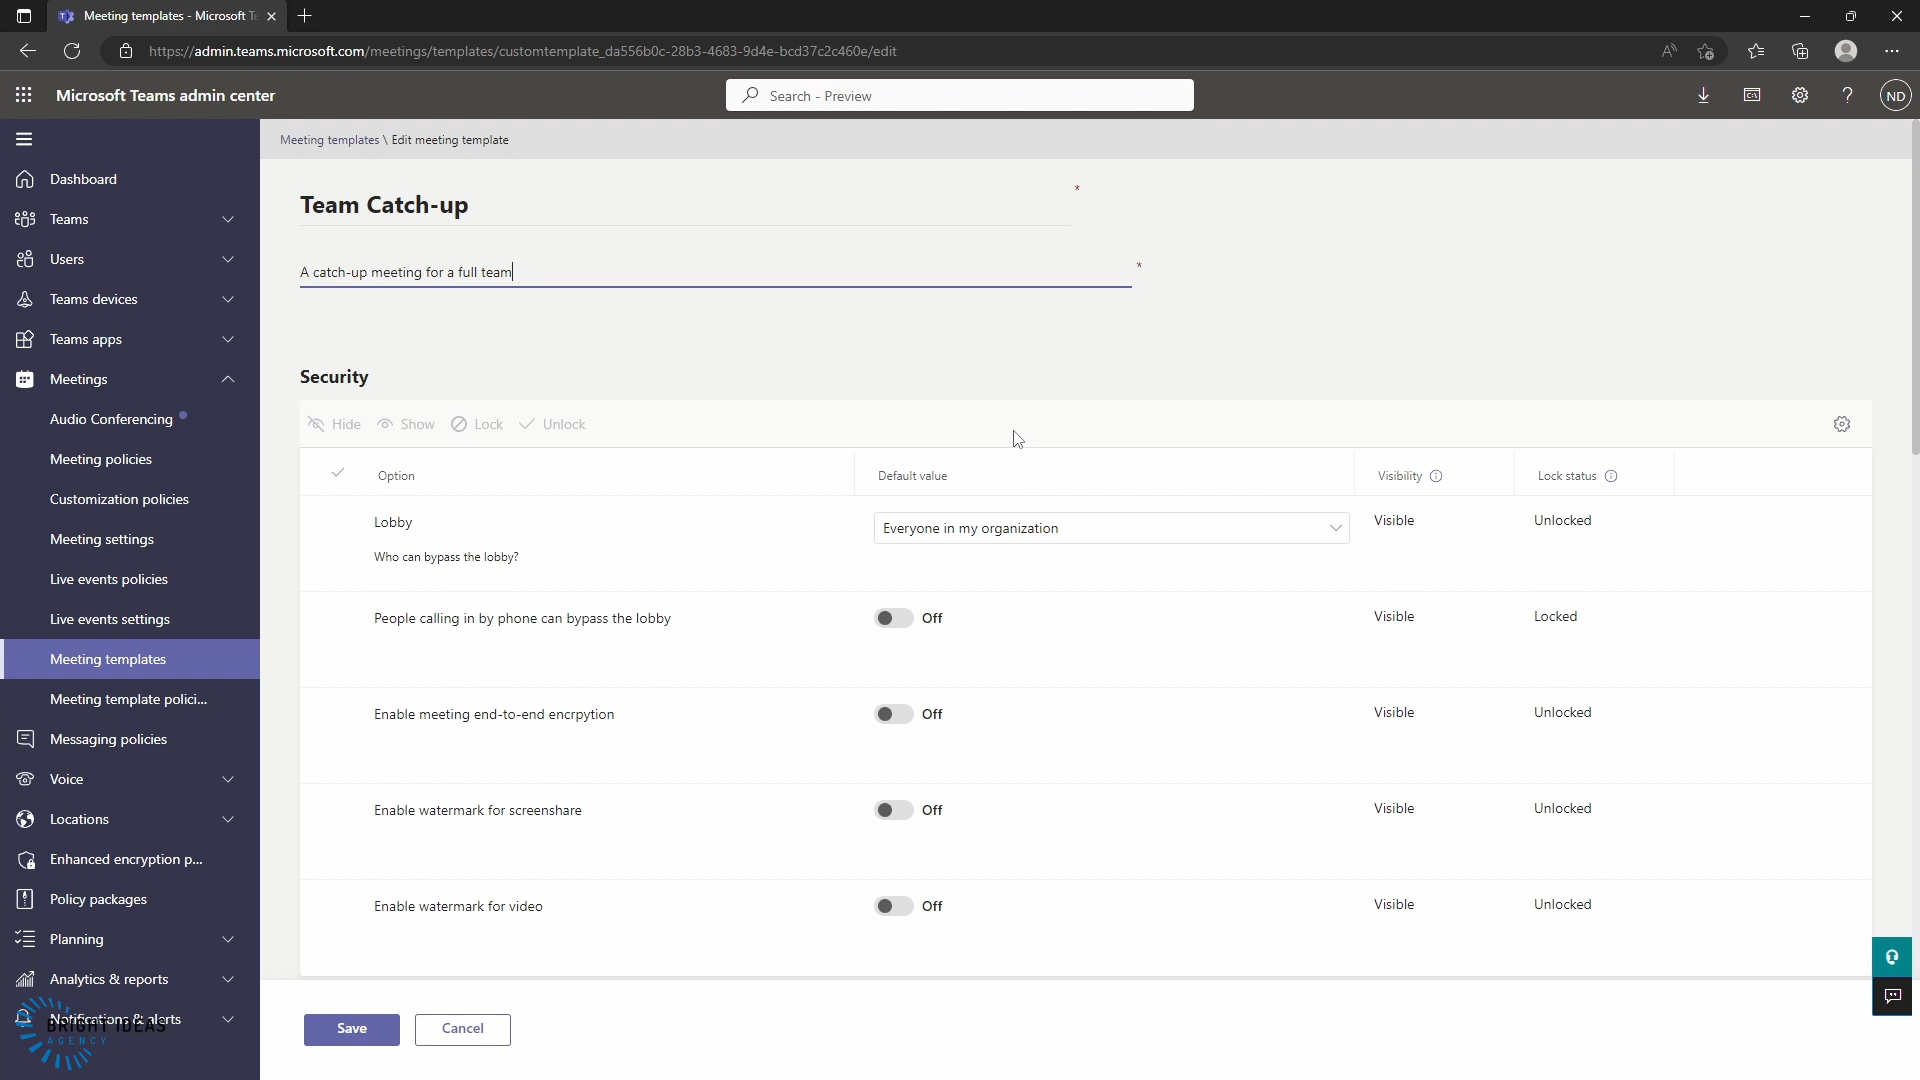 Meeting templates - Microsoft Te
https://admin.teams.microsoft.com/meetings/templates/customtemplate_da556b0c-28b3-4683-9d4e-bcd37c2c460e/edit
Microsoft Teams admin center
Search - Preview
ND
Meeting templates \ Edit meeting template
Dashboard
Teams
Users
Teams devices
Teams apps
Meetings
Audio Conferencing
Meeting policies
Customization policies
Meeting settings
Live events policies
Live events settings
Meeting templates
Meeting template polici...
Messaging policies
Voice
Locations
Enhanced encryption p...
Policy packages
Planning
Analytics & reports
Notifications & alerts
BRIGHT IDEAS
AGENCY
Team Catch-up *
A catch-up meeting for a full team *
Security
Hide Show Lock Unlock
Option Default value Visibility Lock status
Lobby Everyone in my organization Visible Unlocked
Who can bypass the lobby?
People calling in by phone can bypass the lobby Off Visible Locked
Enable meeting end-to-end encrpytion Off Visible Unlocked
Enable watermark for screenshare Off Visible Unlocked
Enable watermark for video Off Visible Unlocked
Save Cancel